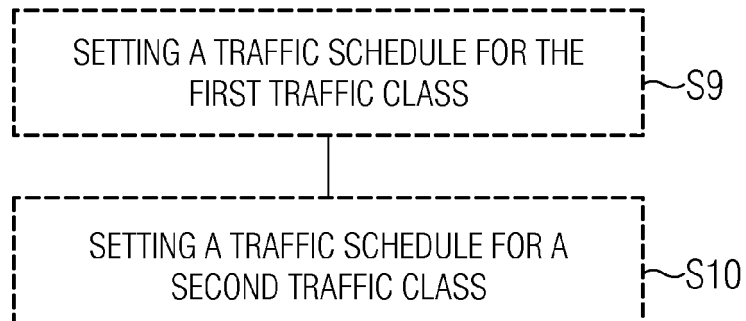 SETTING A TRAFFIC SCHEDULE FOR THE
FIRST TRAFFIC CLASS
S9
SETTING A TRAFFIC SCHEDULE FOR A
SECOND TRAFFIC CLASS
S10